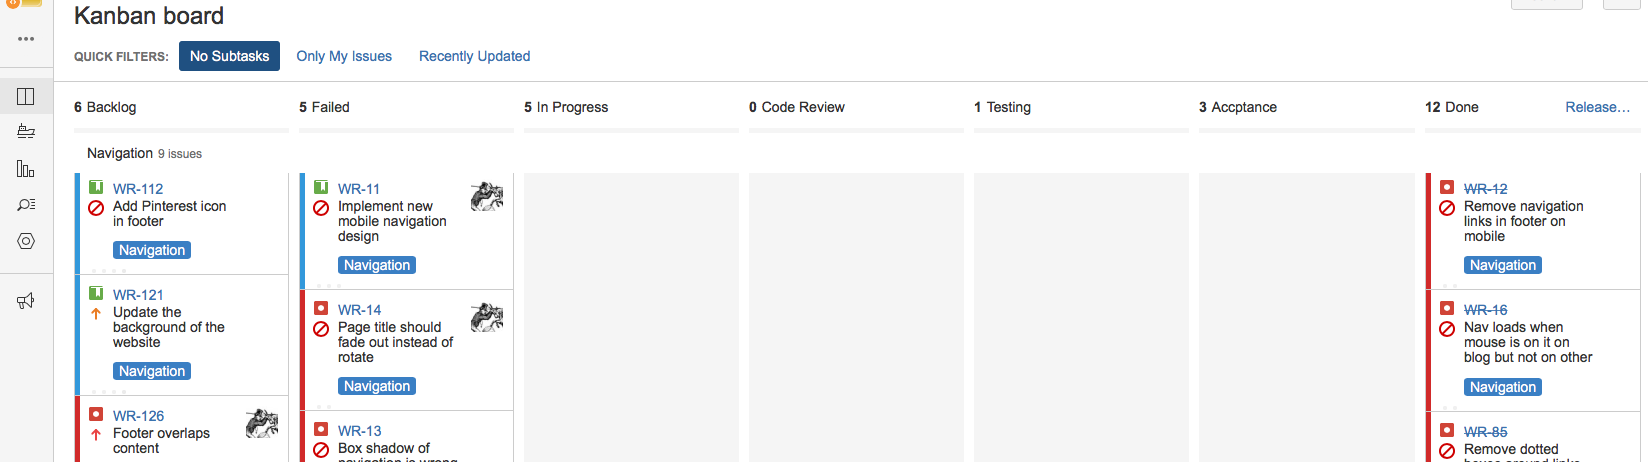 Kanban board
QUICK FILTERS: No Subtasks Only My Issues Recently Updated
6 Backlog 5 Failed 5 In Progress 0 Code Review 1 Testing 3 Accptance 12 Done Release...
Navigation 9 issues
WR-112
Add Pinterest icon
in footer
Navigation
WR-121
Update the
background of the
website
Navigation
WR-126
Footer overlaps
content
WR-11
Implement new
mobile navigation
design
Navigation
WR-14
Page title should
fade out instead of
rotate
Navigation
WR-13
Box shadow of
navigation is wrong
WR-12
Remove navigation
links in footer on
mobile
Navigation
WR-16
Nav loads when
mouse is on it on
blog but not on other
Navigation
WR-85
Remove dotted